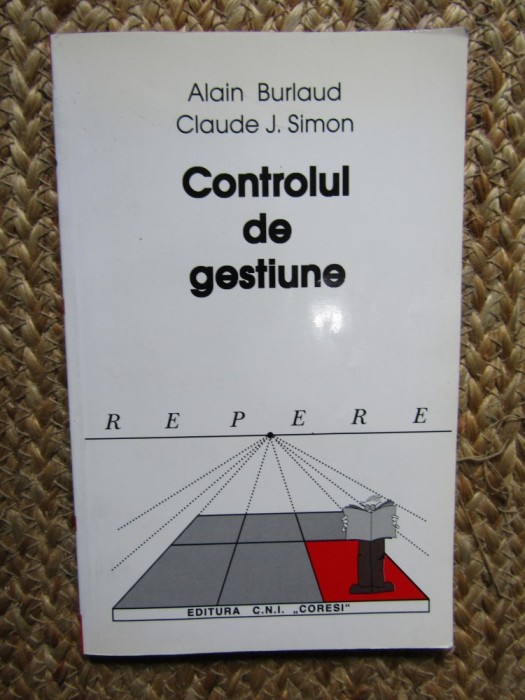 Alain Burlaud
Claude J. Simon
Controlul
de
gestiune
R E P E R E
EDITURA C.N.I. „CORESI"